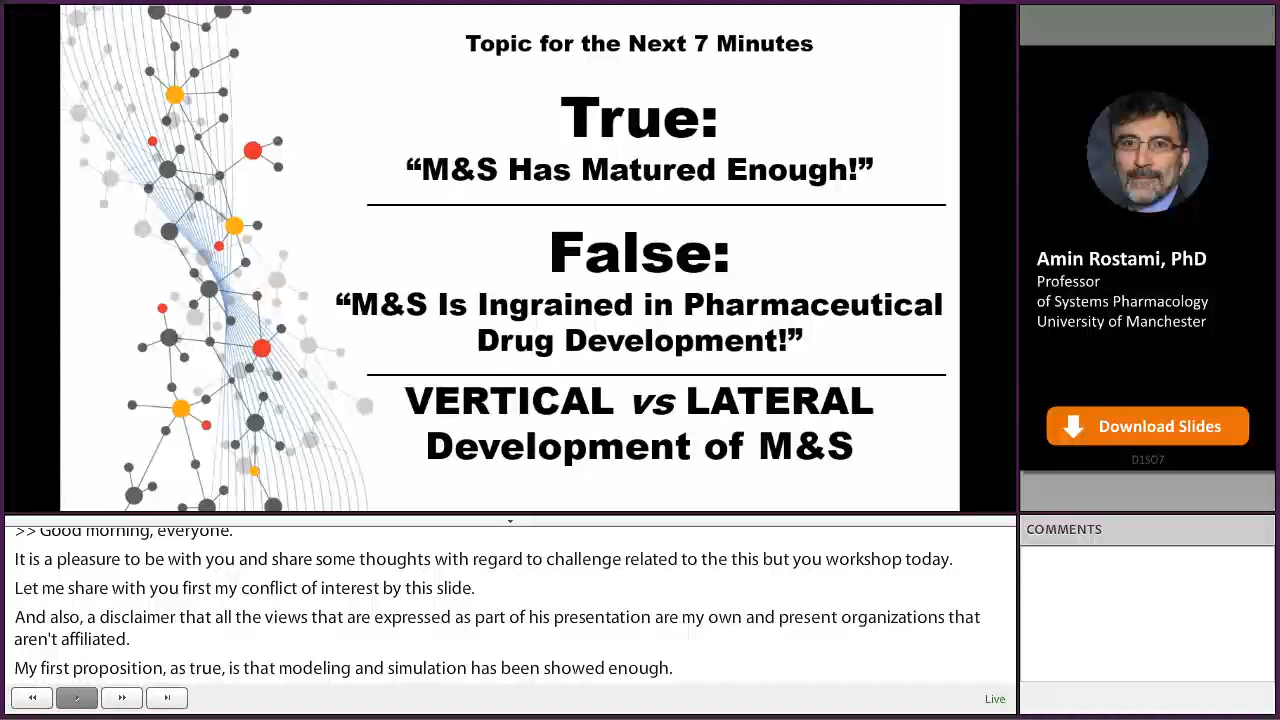 Topic for the Next 7 Minutes
True:
“M&S Has Matured Enough!”
False:
“M&S Is Ingrained in Pharmaceutical
Drug Development!”
VERTICAL vs LATERAL
Development of M&S
Amin Rostami, PhD
Professor
of Systems Pharmacology
University of Manchester
Download Slides
D1SO7
>> Good morning, everyone.
It is a pleasure to be with you and share some thoughts with regard to challenge related to the this but you workshop today.
Let me share with you first my conflict of interest by this slide.
And also, a disclaimer that all the views that are expressed as part of his presentation are my own and present organizations that
aren't affiliated.
My first proposition, as true, is that modeling and simulation has been showed enough.
Live
COMMENTS